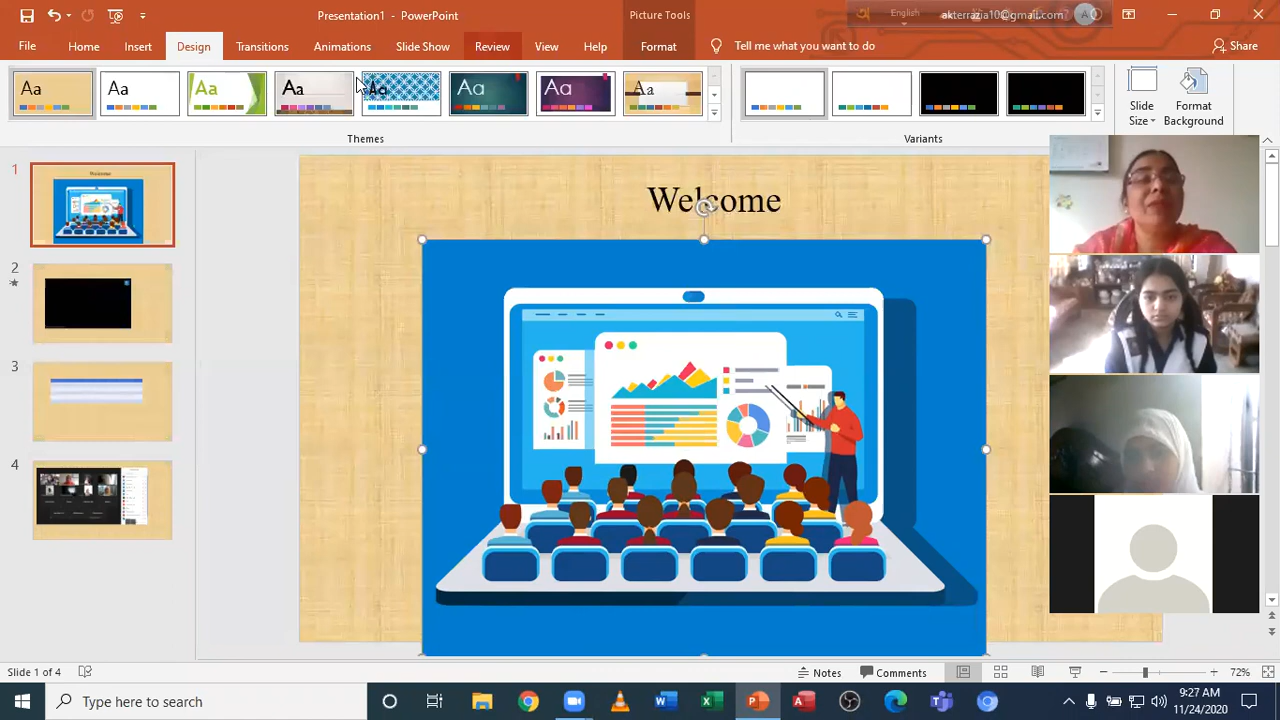 Presentation1 - PowerPoint
Picture Tools
English
akterrazia10@gmail.com
A
File
Home
Insert
Design
Transitions
Animations
Slide Show
Review
View
Help
Format
Tell me what you want to do
Share
Aa
Aa
Aa
Aa
Aa
Aa
Aa
Aa
Slide
Size
Format
Background
Themes
Variants
1
Welcome
2
3
4
Welcome
Slide 1 of 4
Notes
Comments
72%
Type here to search
9:27 AM
11/24/2020